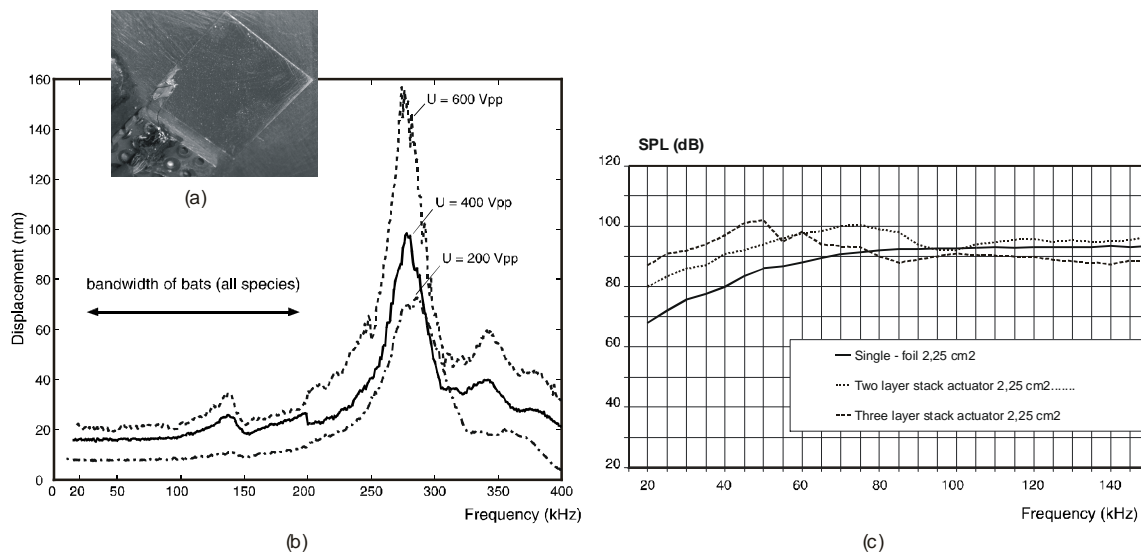 (a)
160
140
120
100
80
60
40
20
0
Displacement (nm)
U = 600 Vpp
U = 400 Vpp
U = 200 Vpp
bandwidth of bats (all species)
0 20 50 100 150 200 250 300 350 400
Frequency (kHz)
(b)
SPL (dB)
120
100
80
60
40
20
Single - foil 2,25 cm2
Two layer stack actuator 2,25 cm2.......
Three layer stack actuator 2,25 cm2
20 40 60 80 100 120 140
Frequency (kHz)
(c)